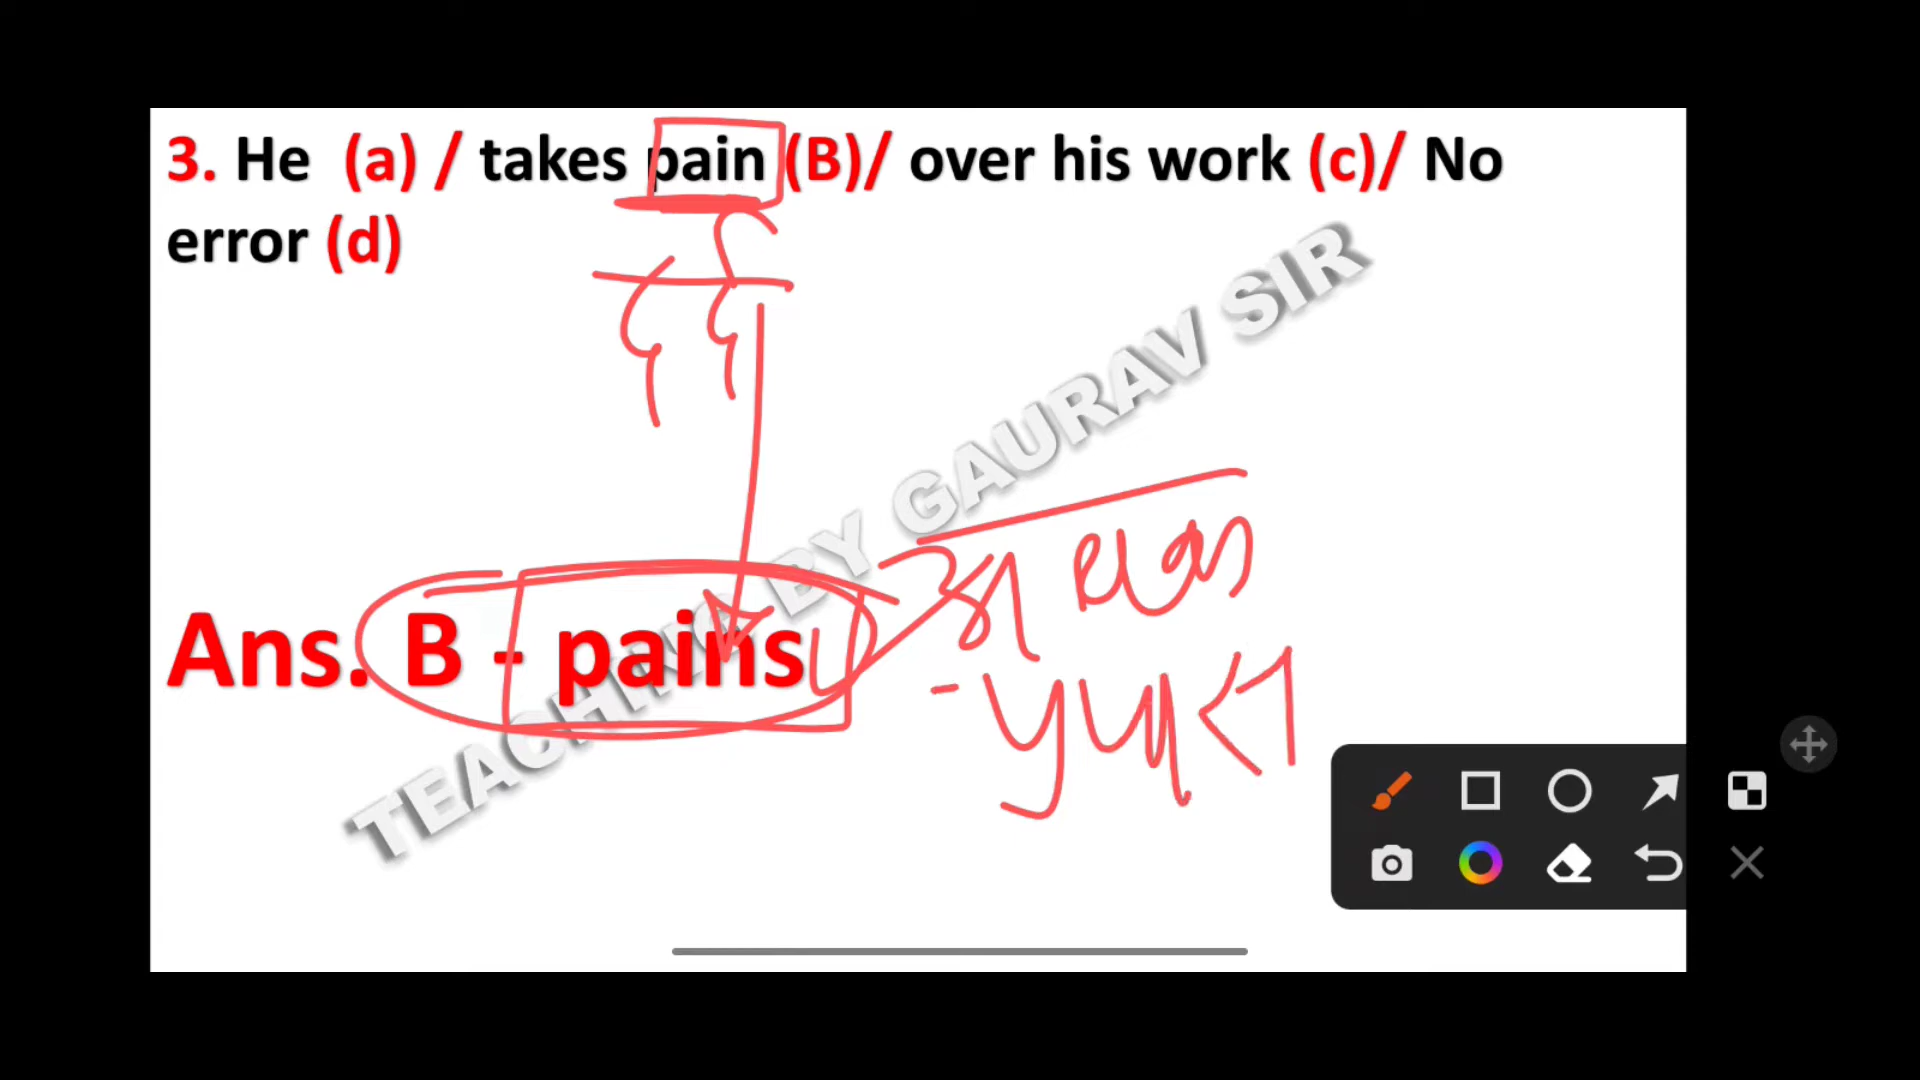 3. He (a) / takes pain (B)/ over his work (c)/ No
error (d)
TEACHING BY GAURAV SIR
Ans. B - pains